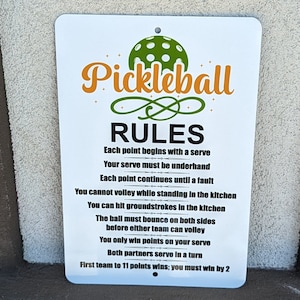 Pickleball
RULES
Each point begins with a serve
Your serve must be underhand
Each point continues until a fault
You cannot volley while standing in the kitchen
You can hit groundstrokes in the kitchen
The ball must bounce on both sides
before either team can volley
You only win points on your serve
Both partners serve in a turn
First team to 11 points wins; you must win by 2